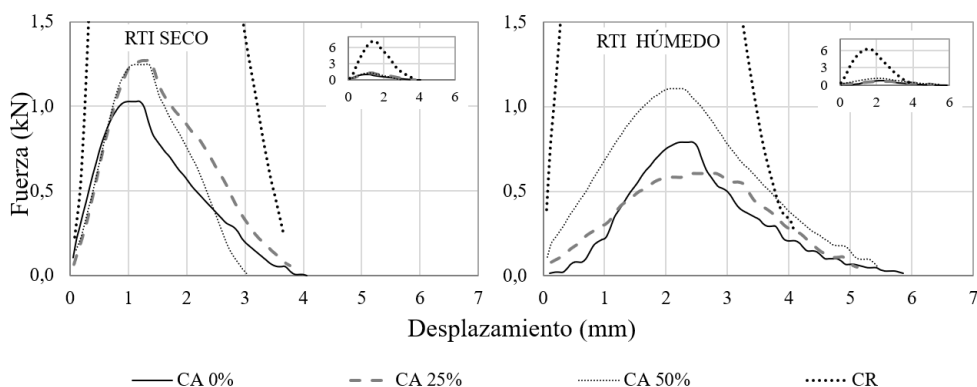 Fuerza (kN)
1,5
1,0
0,5
0,0
RTI SECO
6
3
0
0 2 4 6
0 1 2 3 4 5 6 7
1,5
1,0
0,5
0,0
RTI HÚMEDO
6
3
0
0 2 4 6
0 1 2 3 4 5 6 7
Desplazamiento (mm)
CA 0% CA 25% CA 50% CR